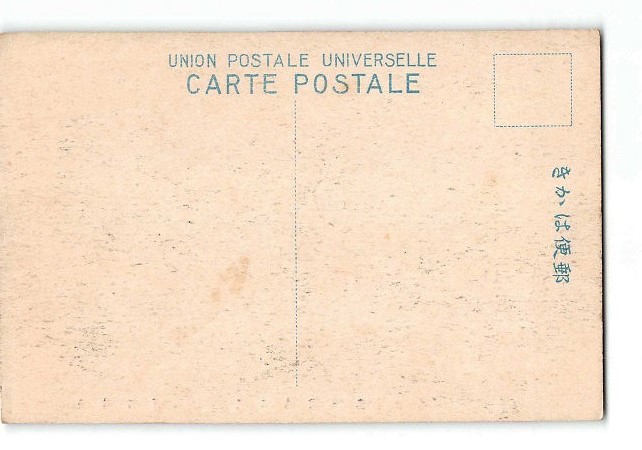 UNION POSTALE UNIVERSELLE
CARTE POSTALE
きかは便郵